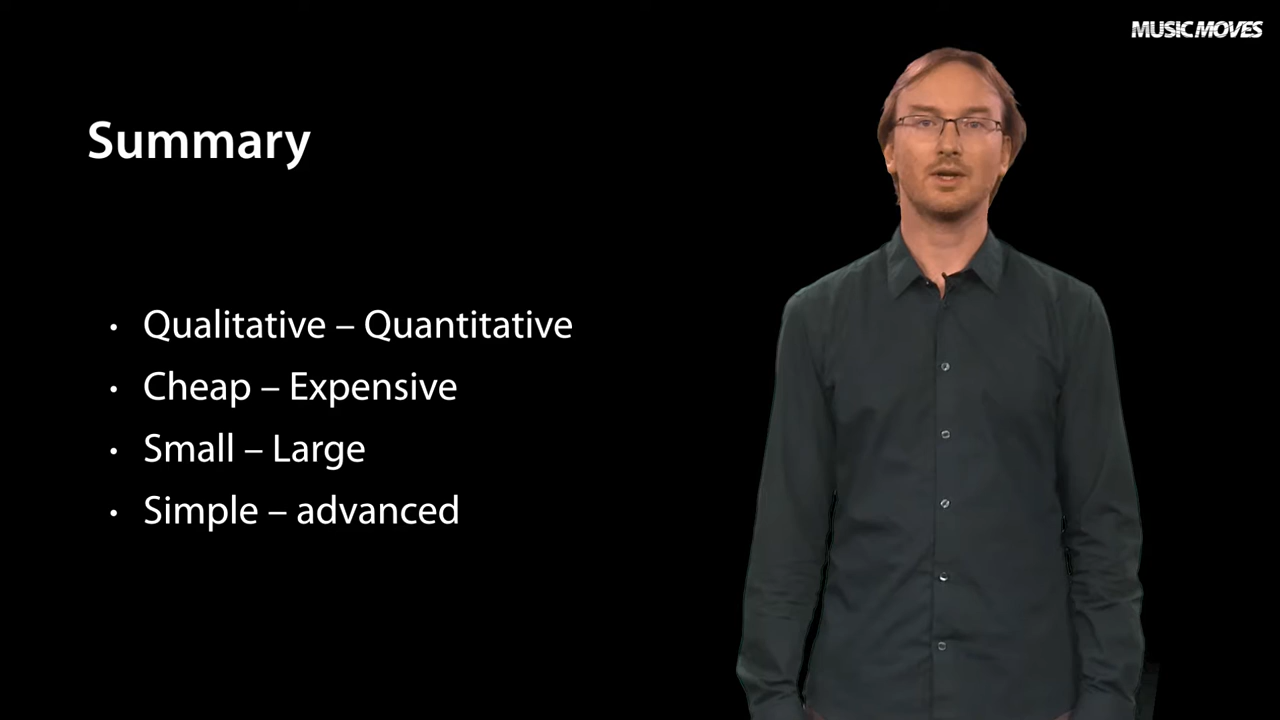 MUSIC MOVES
Summary
• Qualitative – Quantitative
• Cheap – Expensive
• Small – Large
• Simple – advanced